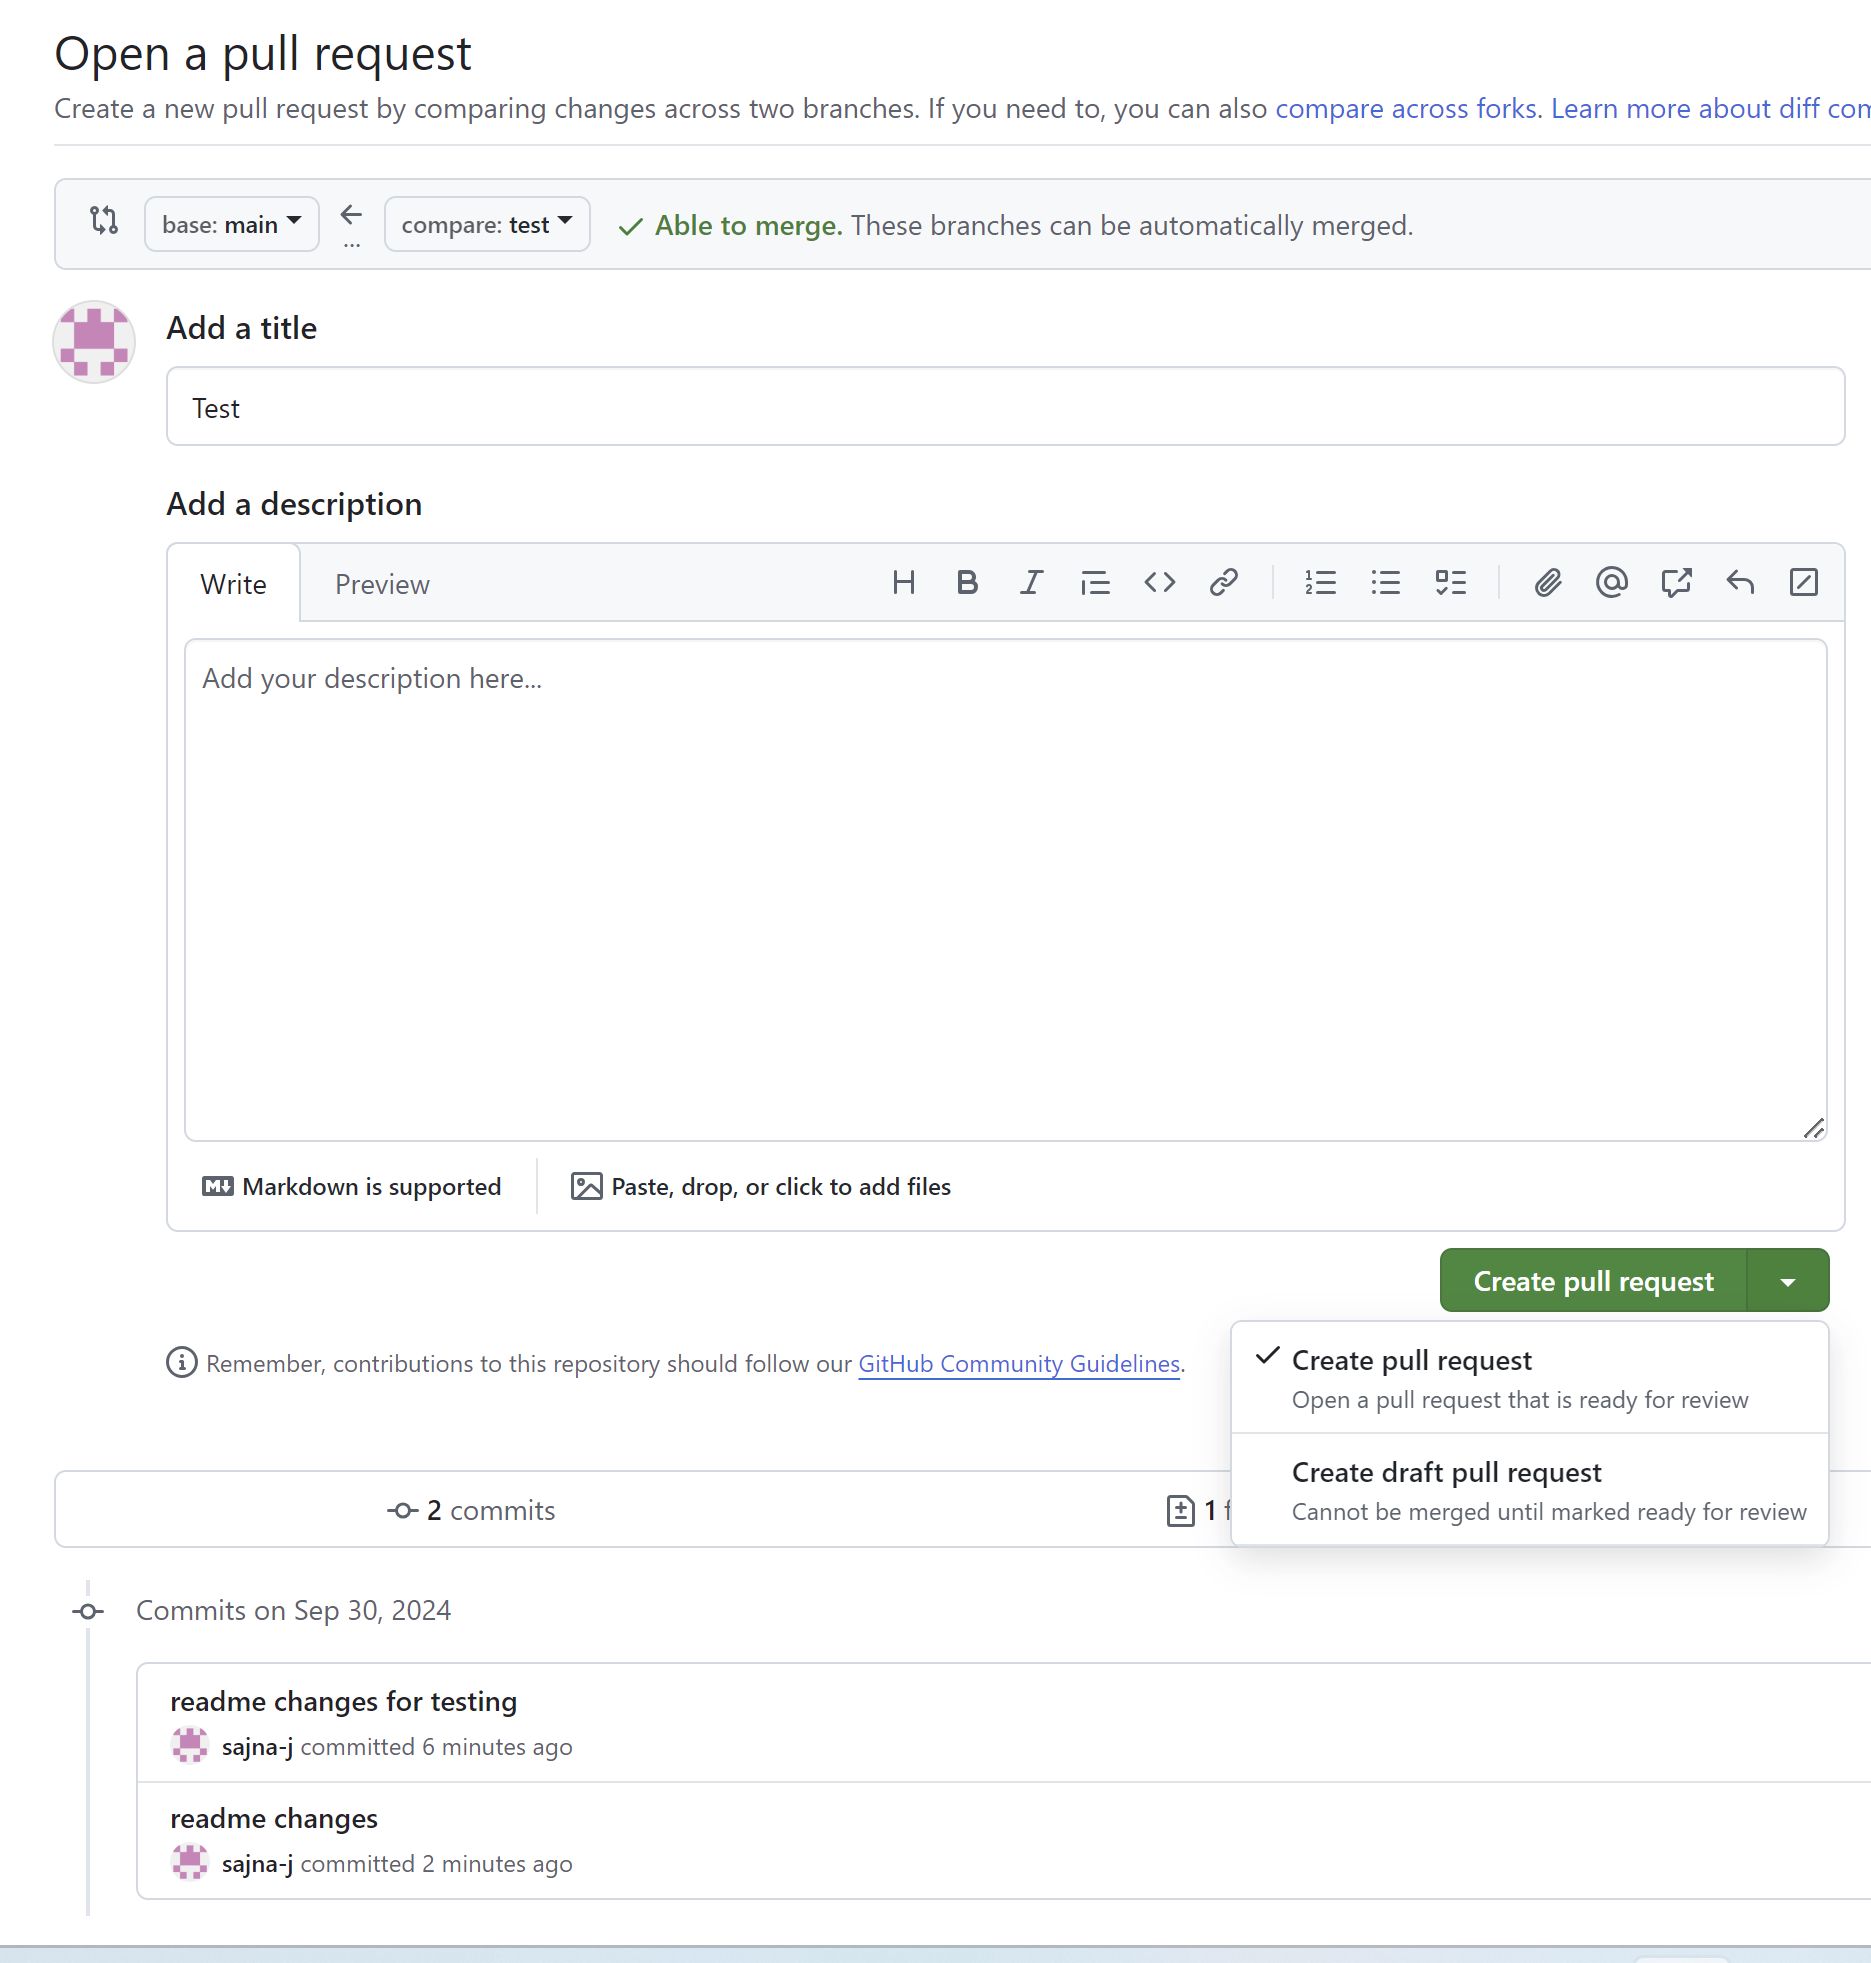 Open a pull request
Create a new pull request by comparing changes across two branches. If you need to, you can also compare across forks. Learn more about diff
base: main
compare: test
Able to merge. These branches can be automatically merged.
Add a title
Test
Add a description
Write
Preview
Add your description here...
Markdown is supported
Paste, drop, or click to add files
Create pull request
Remember, contributions to this repository should follow our GitHub Community Guidelines.
Create pull request
Open a pull request that is ready for review
Create draft pull request
Cannot be merged until marked ready for review
2 commits
1
Commits on Sep 30, 2024
readme changes for testing
sajna-j committed 6 minutes ago
readme changes
sajna-j committed 2 minutes ago